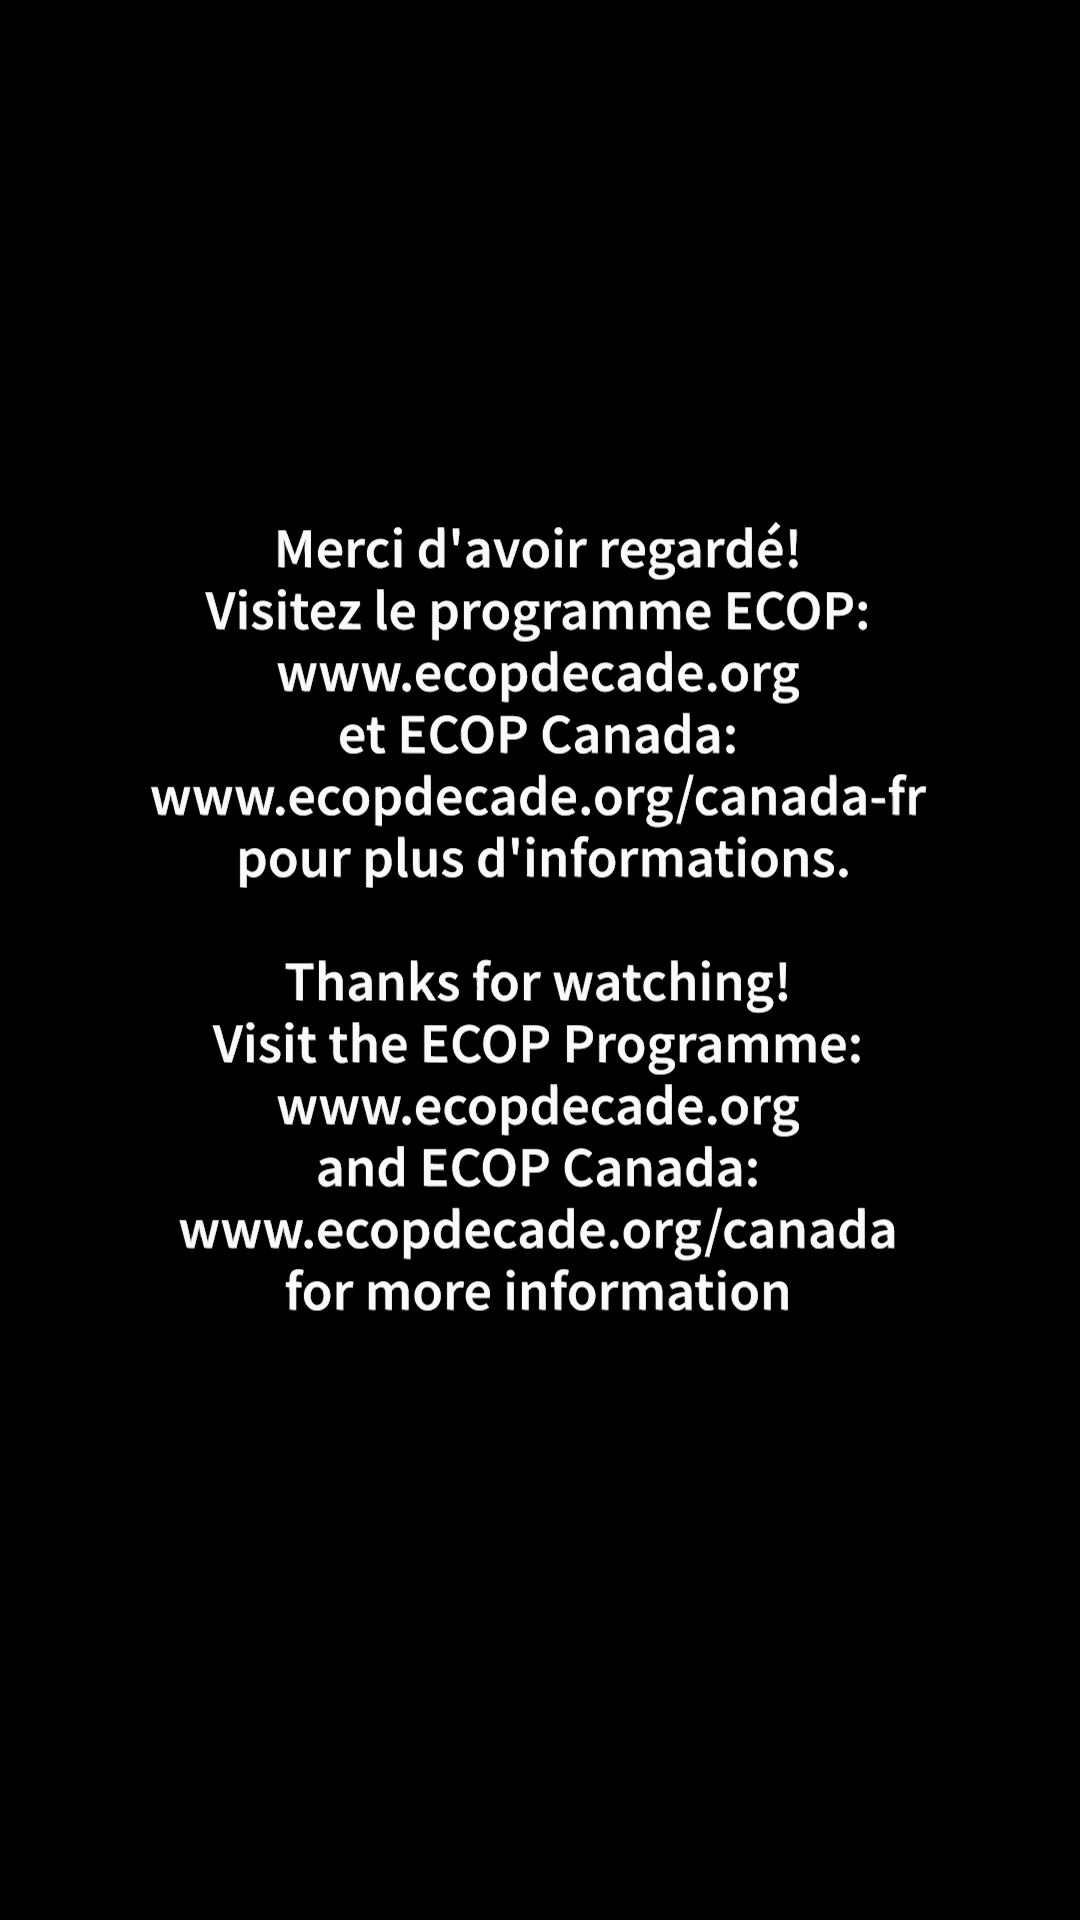 Merci d'avoir regardé!
Visitez le programme ECOP:
www.ecopdecade.org
et ECOP Canada:
www.ecopdecade.org/canada-fr
pour plus d'informations.
Thanks for watching!
Visit the ECOP Programme:
www.ecopdecade.org
and ECOP Canada:
www.ecopdecade.org/canada
for more information